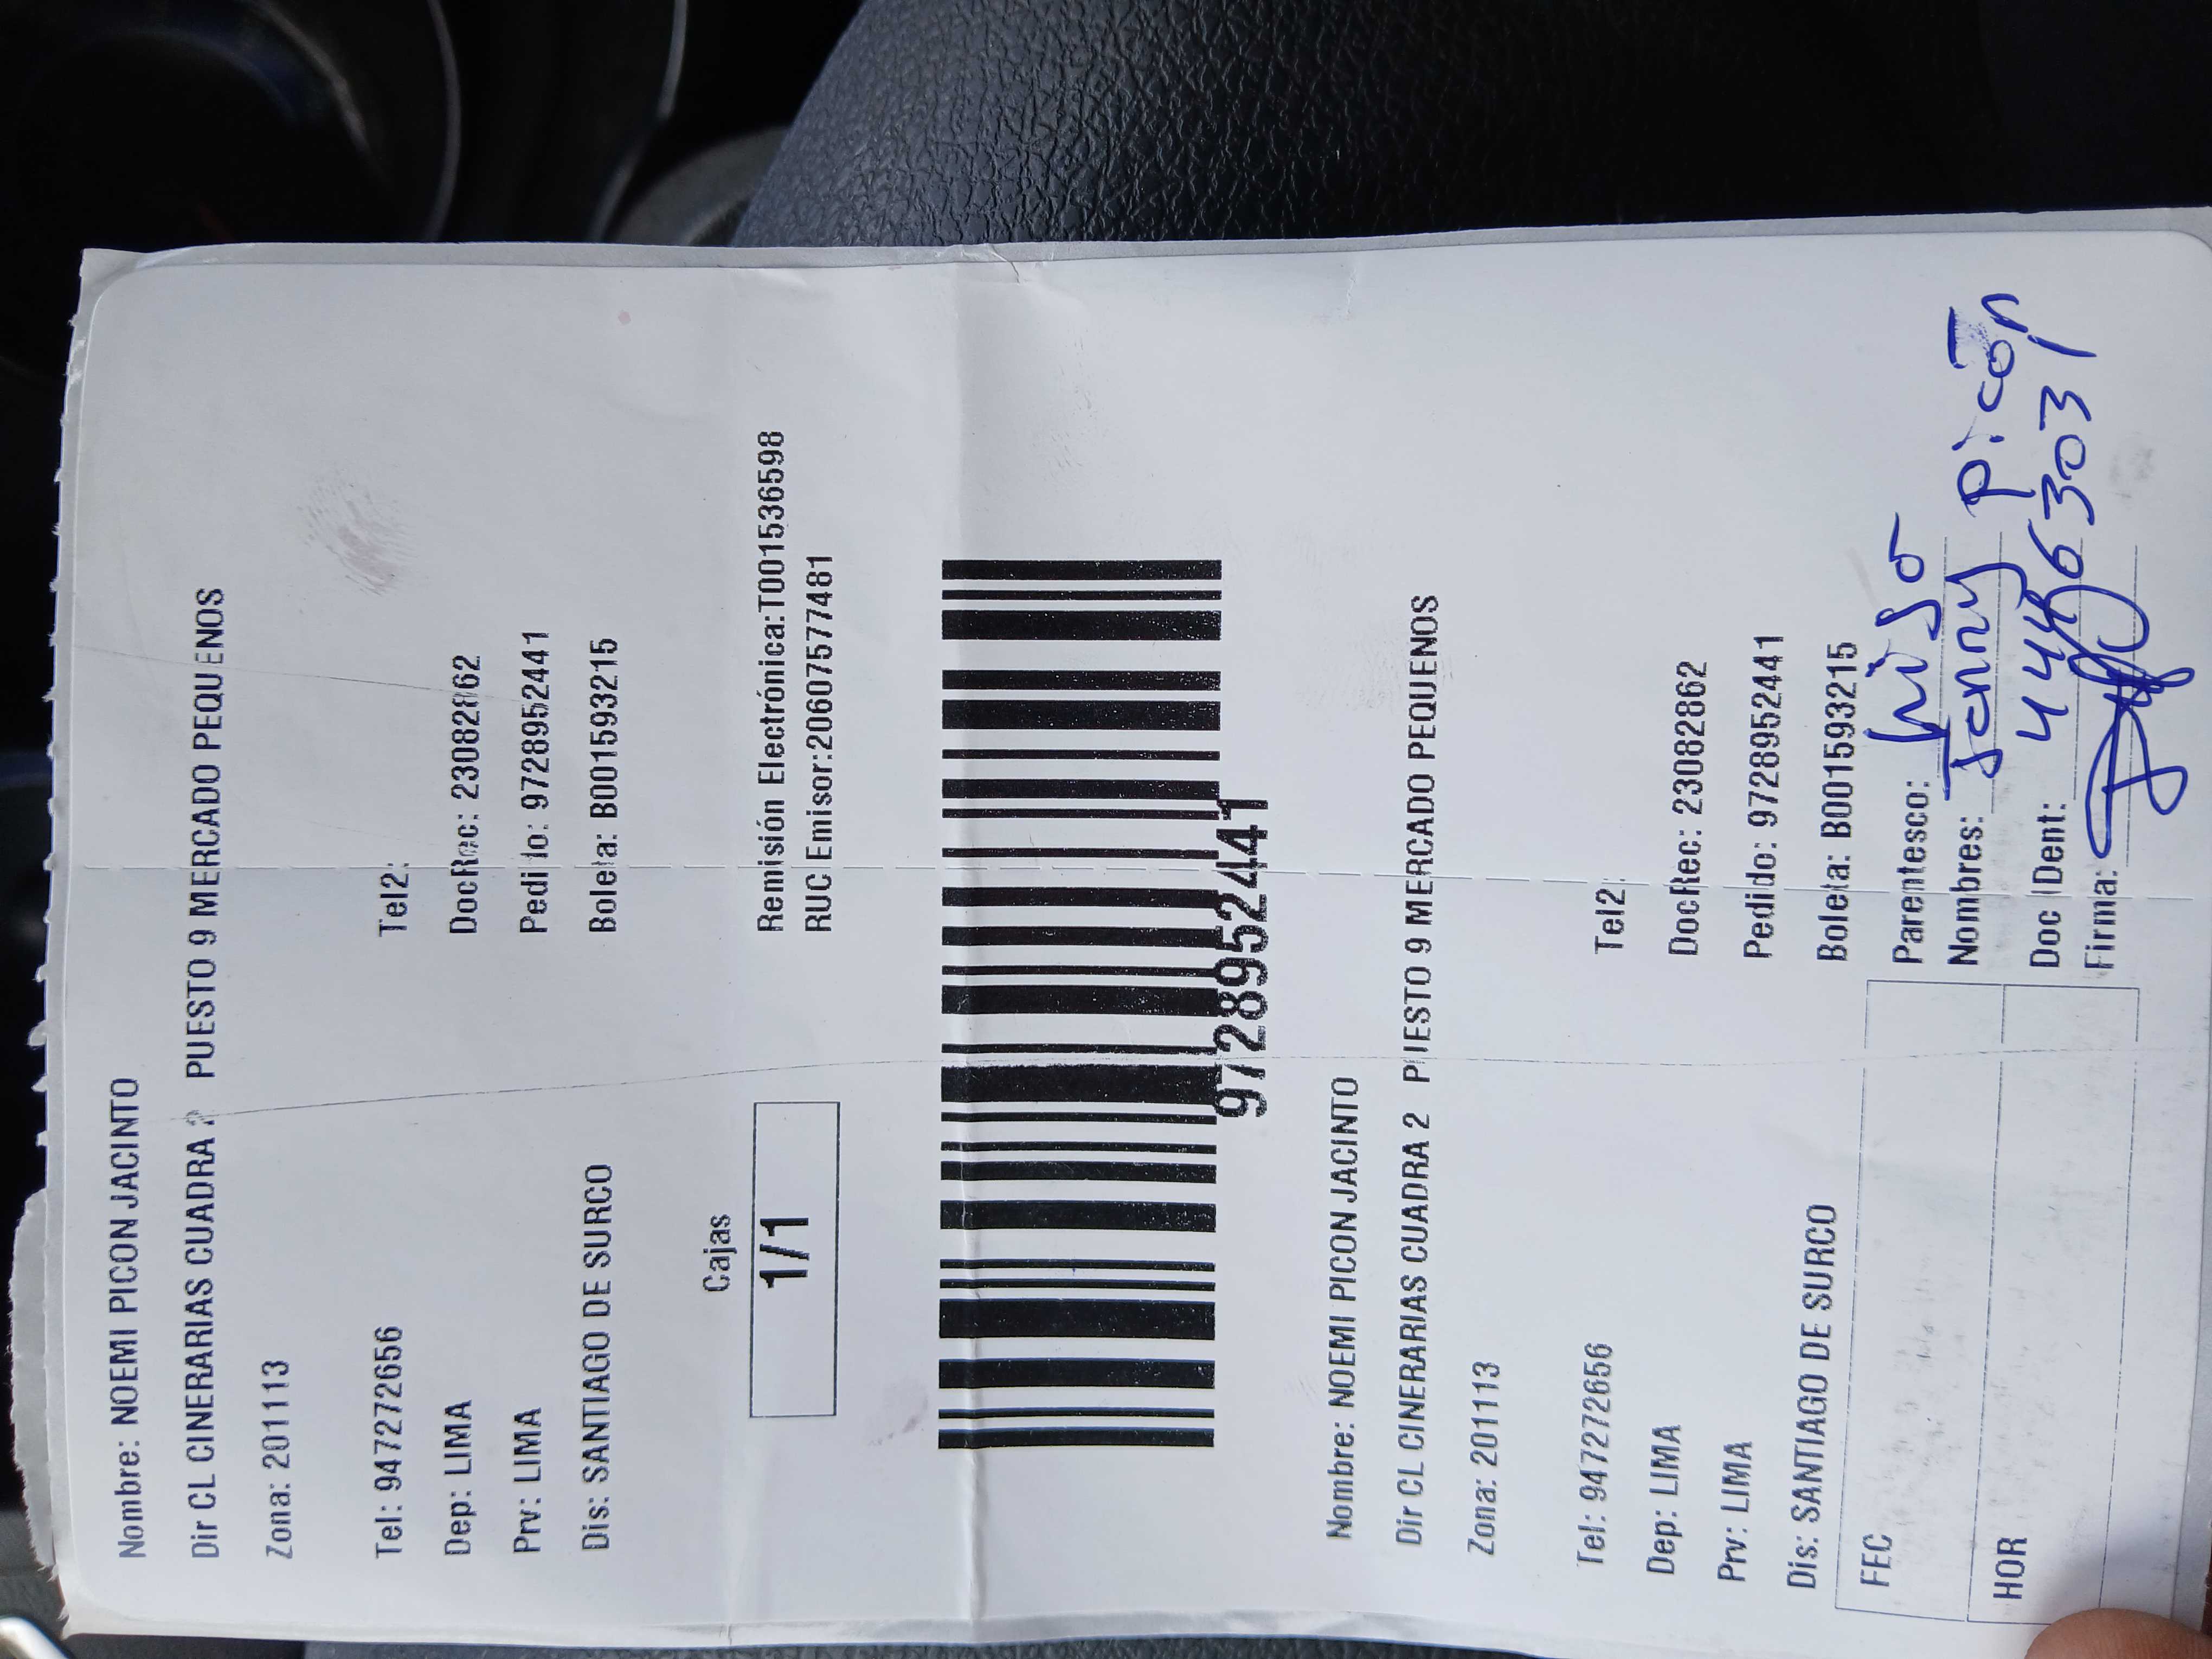 Nombre: NOEMI PICON JACINTO
Dir CL CINERARIAS CUADRA 2 PUESTO 9 MERCADO PEQUENOS
Zona: 201113
Tel: 947272656 Tel2:
Dep: LIMA DocRec: 23082862
Prv: LIMA Pedido: 9728952441
Dis: SANTIAGO DE SURCO Boleta: B001593215
Cajas
1/1
Remisión Electrónica:T001536598
RUC Emisor:20607577481
9728952441
Nombre: NOEMI PICON JACINTO
Dir CL CINERARIAS CUADRA 2 PUESTO 9 MERCADO PEQUENOS
Zona: 201113
Tel: 947272656 Tel2:
Dep: LIMA DocRec: 23082862
Prv: LIMA Pedido: 9728952441
Dis: SANTIAGO DE SURCO Boleta: B001593215
FEC
HOR
Parentesco:
Nombres: Jenny picón
Doc Ident: 44463031
Firma: